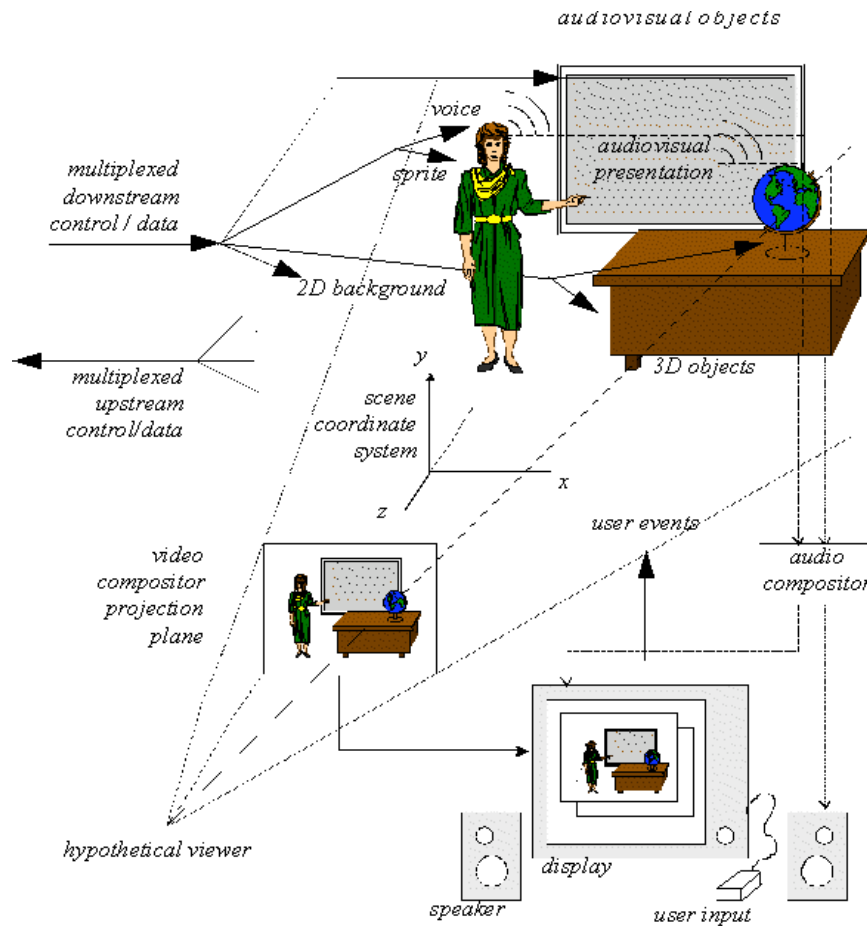 audiovisual objects
voice
sprite
audiovisual
presentation
multiplexed
downstream
control / data
2D background
3D objects
multiplexed
upstream
control/data
y
scene
coordinate
system
x
z
user events
video
compositor
projection
plane
audio
compositor
hypothetical viewer
display
speaker
user input